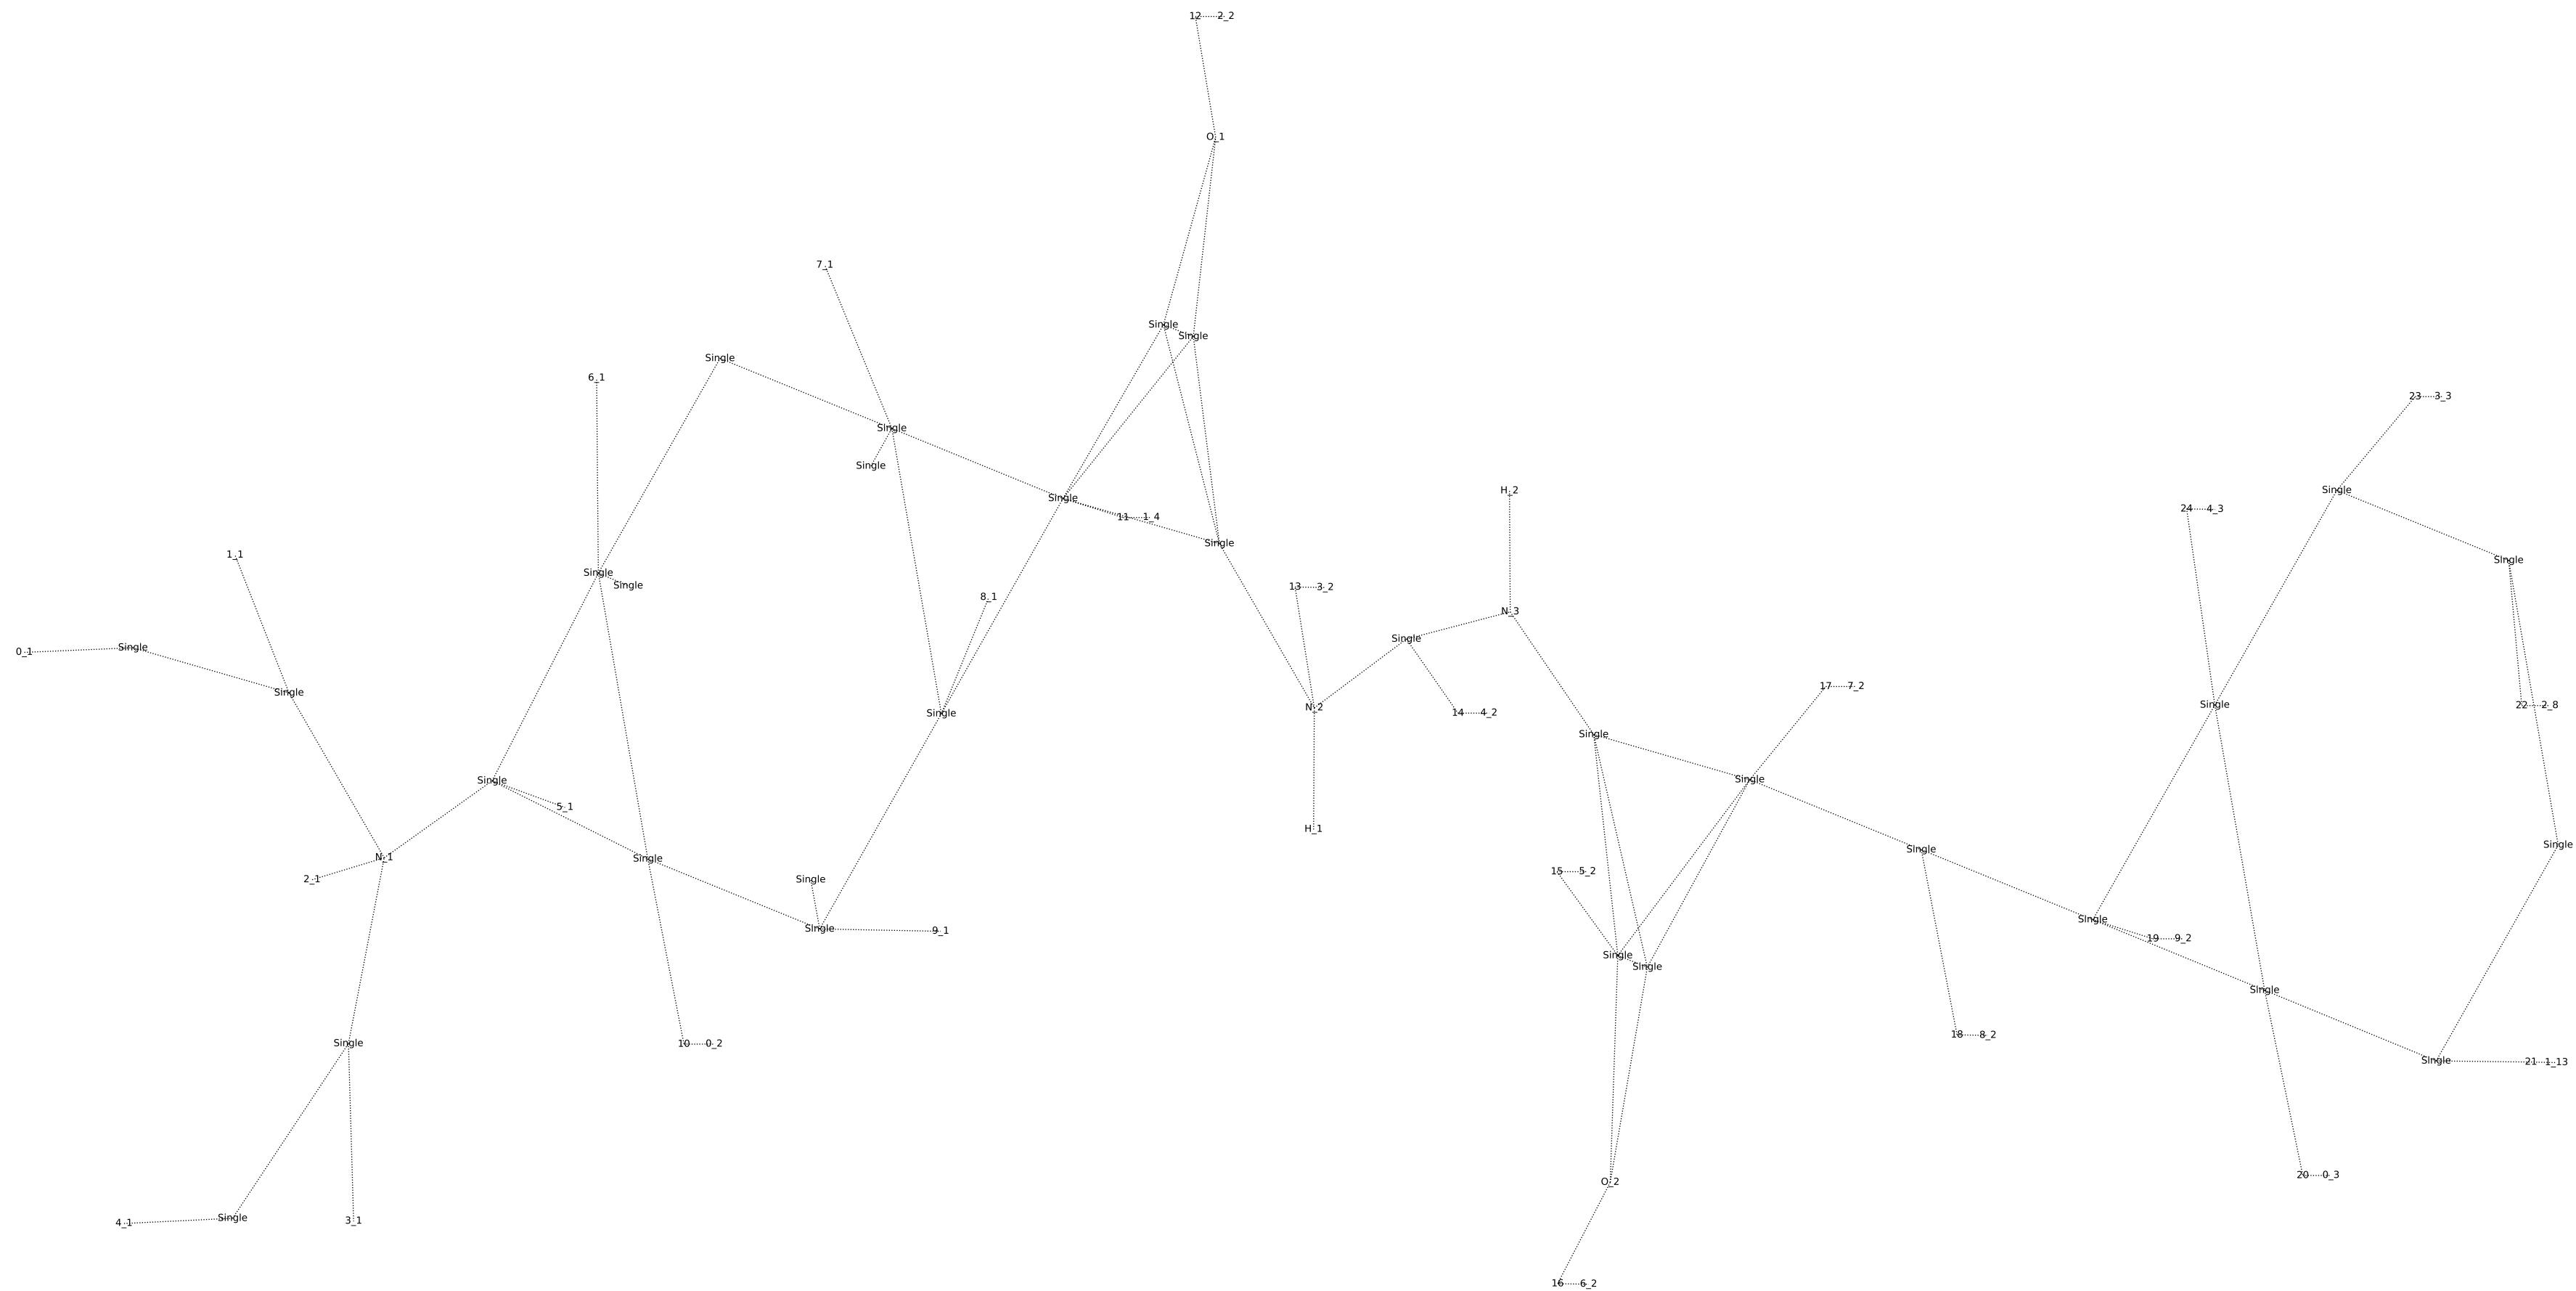 12 2_2
O_1
7_1
Single
Single
Single
6_1
23 3_3
Single
Single
Single
H_2
Single
24 4_3
11 1_4
Single
1_1
Single
Single
Single
13 3_2
8_1
N_3
Single
Single
0_1
17 7_2
Single
Single
22 2_8
N_2
14 4_2
Single
Single
Single
Single
5_1
H_1
Single
Single
N_1
Single
15 5_2
2_1
Single
Single
Single
9_1
19 9_2
Single
Single
Single
18 8_2
Single
10 0_2
Single
21 1_13
20 0_3
O_2
Single
3_1
4_1
16 6_2